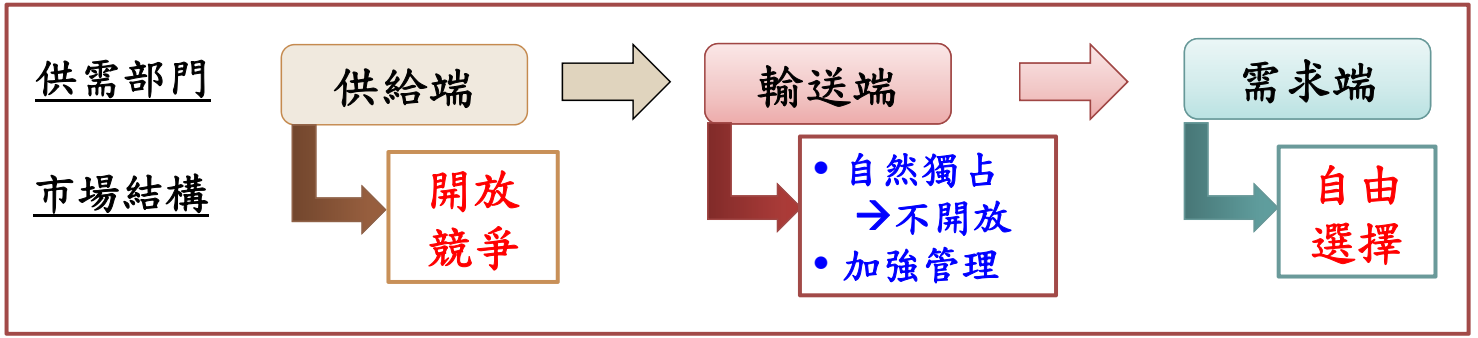 供需部門
供給端
輸送端
需求端
市場結構
開放
競爭
• 自然獨占
→不開放
• 加強管理
自由
選擇